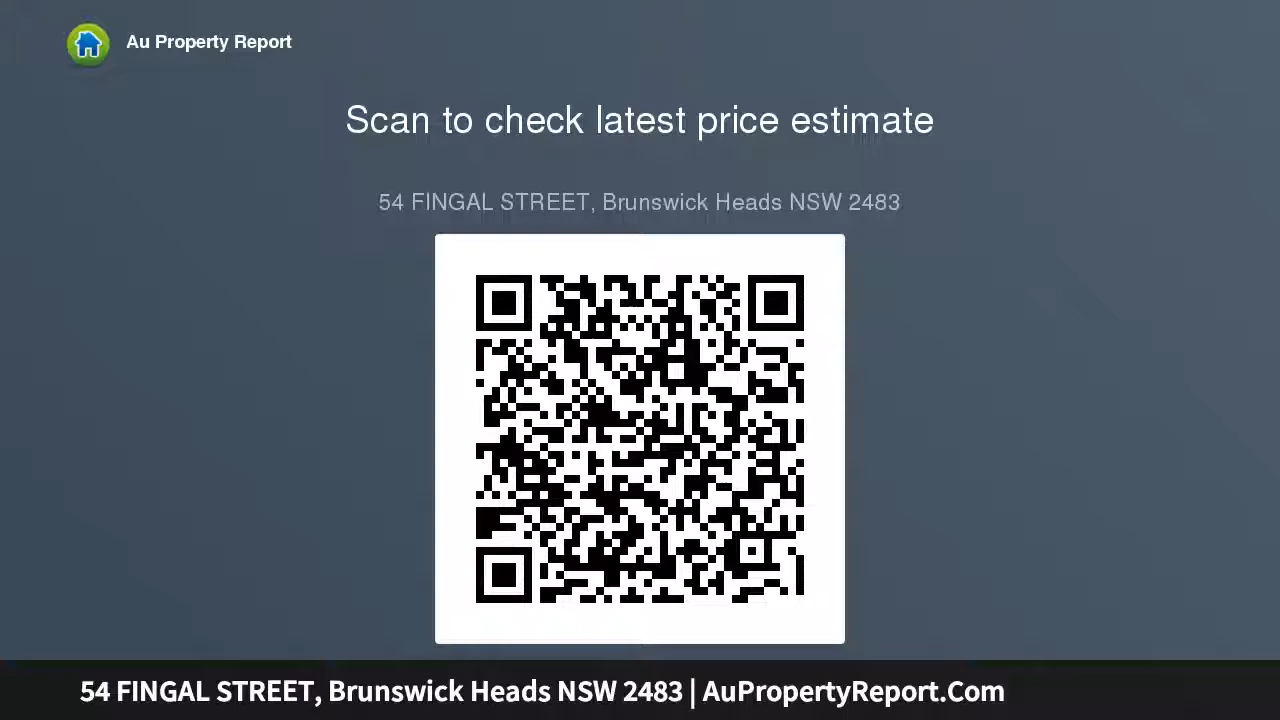 Au Property Report
Scan to check latest price estimate
54 FINGAL STREET, Brunswick Heads NSW 2483
54 FINGAL STREET, Brunswick Heads NSW 2483 | AuPropertyReport.Com